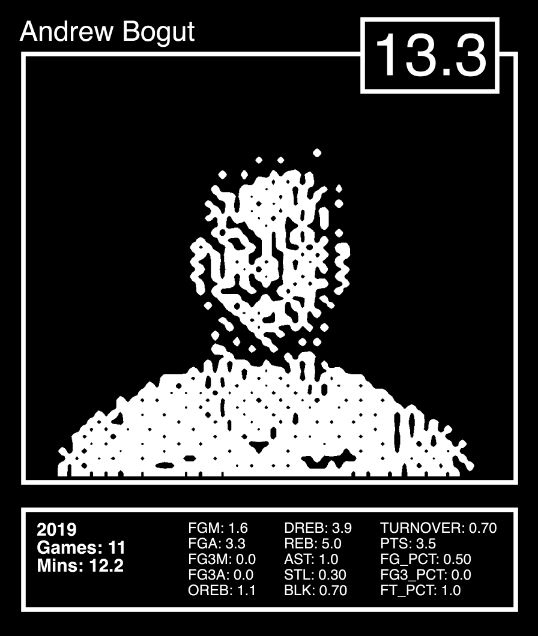 Andrew Bogut
13.3
2019
Games: 11
Mins: 12.2
FGM: 1.6
FGA: 3.3
FG3M: 0.0
FG3A: 0.0
OREB: 1.1
DREB: 3.9
REB: 5.0
AST: 1.0
STL: 0.30
BLK: 0.70
TURNOVER: 0.70
PTS: 3.5
FG_PCT: 0.50
FG3_PCT: 0.0
FT_PCT: 1.0